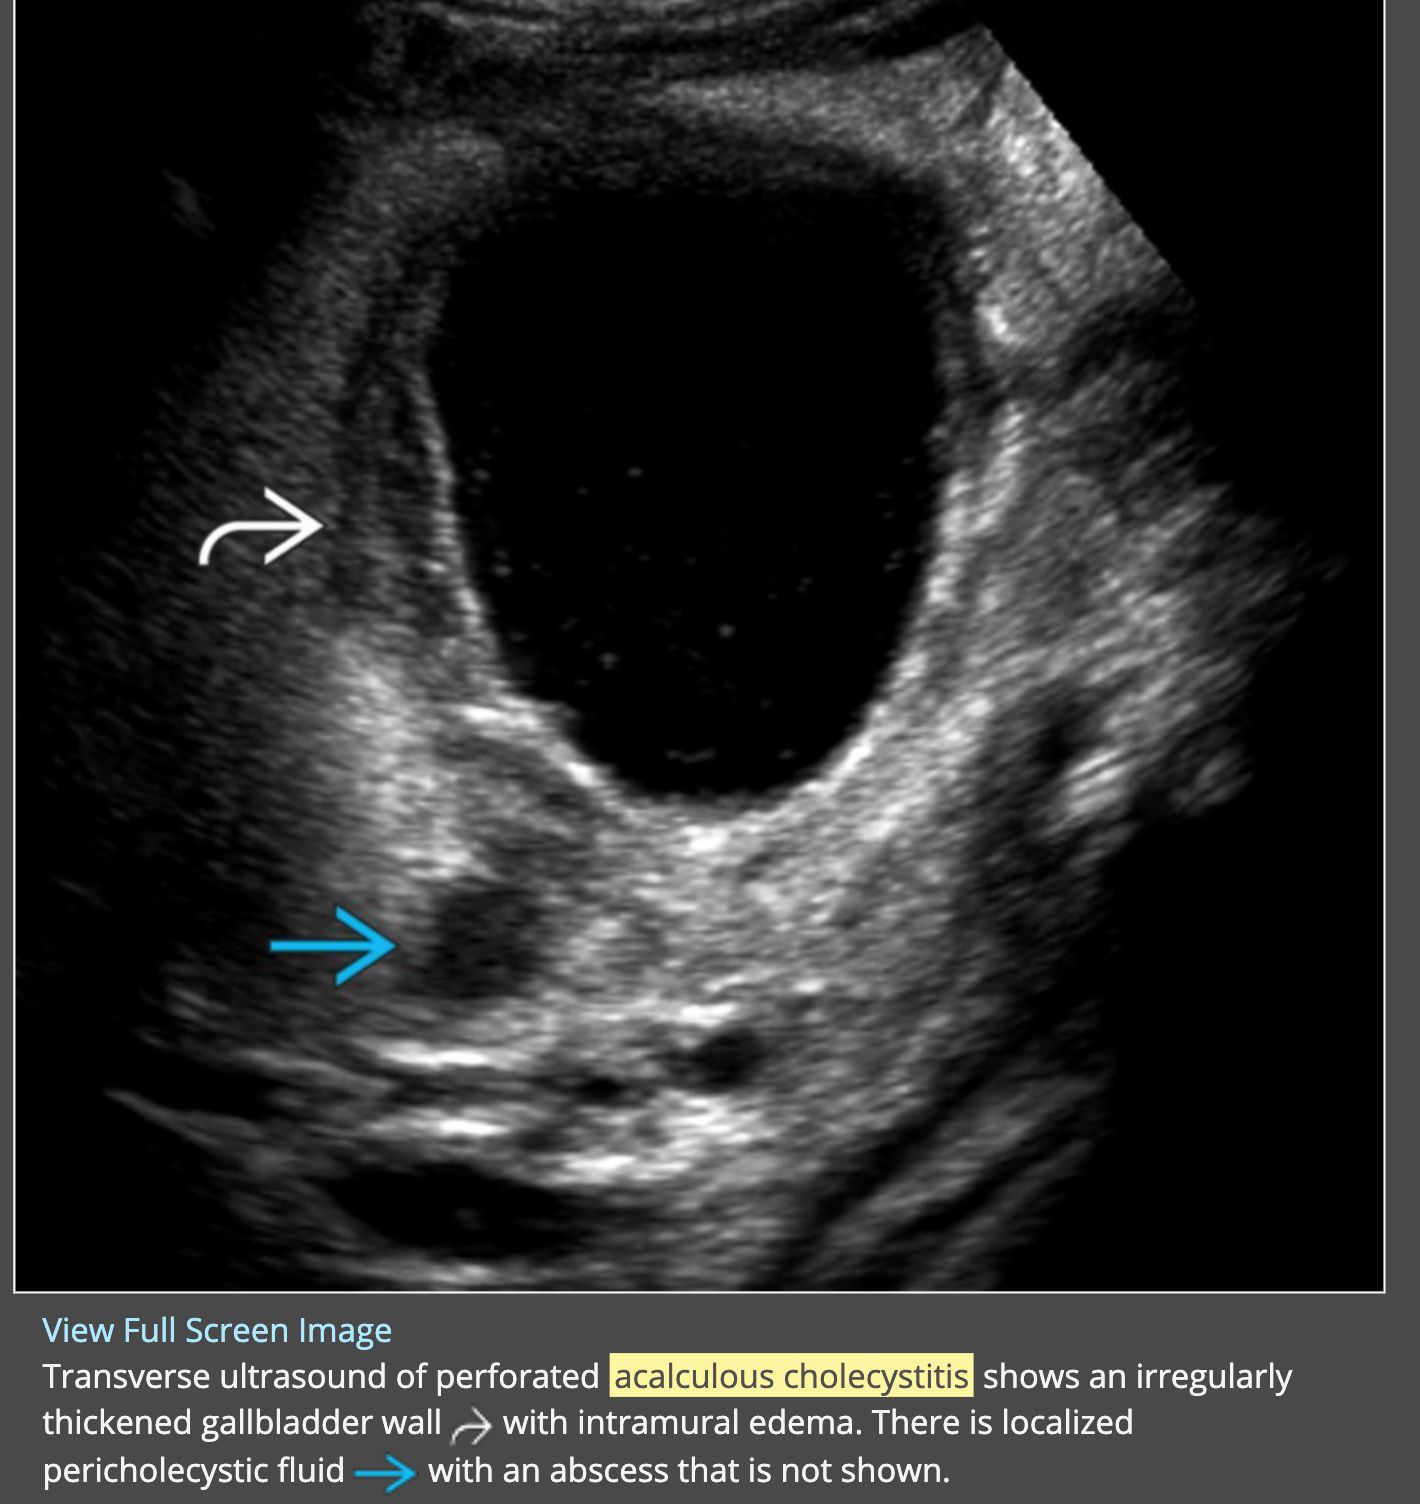 View Full Screen Image
Transverse ultrasound of perforated acalculous cholecystitis shows an irregularly
thickened gallbladder wall with intramural edema. There is localized
pericholecystic fluid with an abscess that is not shown.